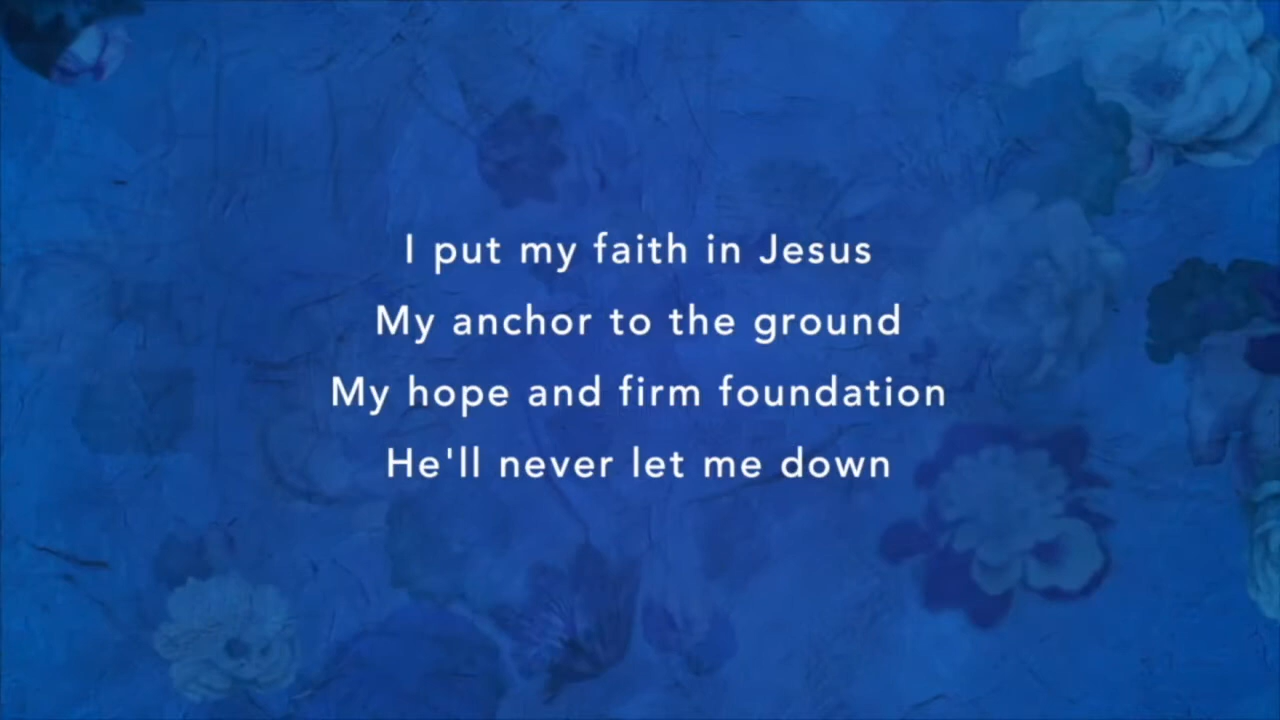 I put my faith in Jesus
My anchor to the ground
My hope and firm foundation
He'll never let me down